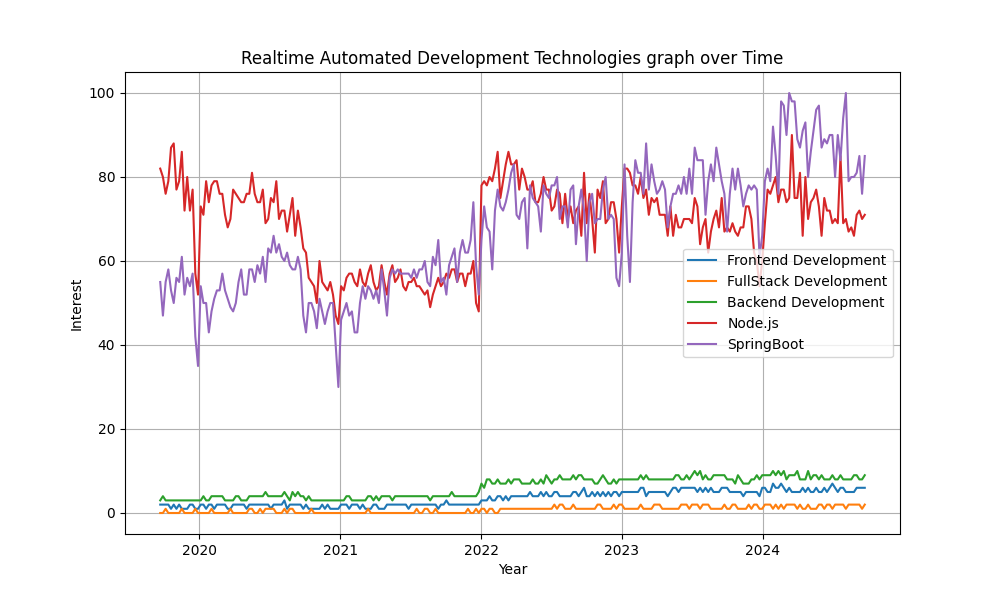 Realtime Automated Development Technologies graph over Time
100
80
60
40
20
0
Interest
2020
2021
2022
2023
2024
Year
Frontend Development
FullStack Development
Backend Development
Node.js
SpringBoot